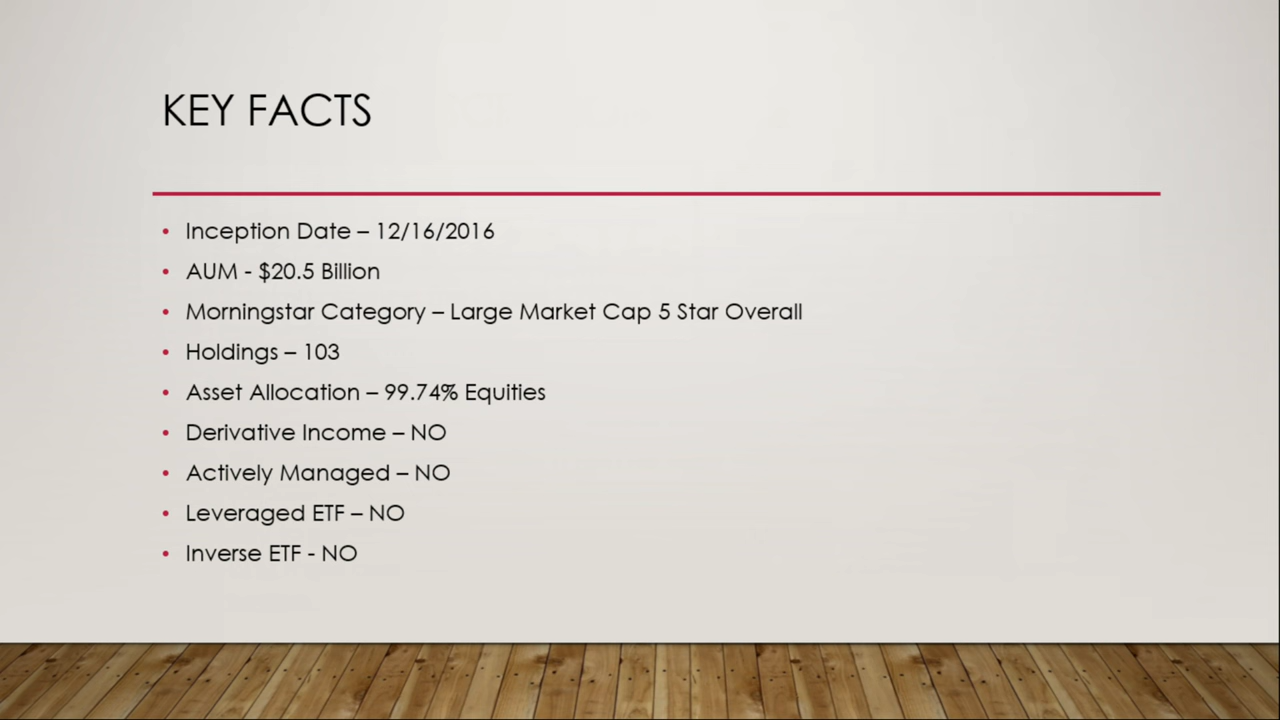 KEY FACTS
• Inception Date – 12/16/2016
• AUM - $20.5 Billion
• Morningstar Category – Large Market Cap 5 Star Overall
• Holdings – 103
• Asset Allocation – 99.74% Equities
• Derivative Income – NO
• Actively Managed – NO
• Leveraged ETF – NO
• Inverse ETF - NO